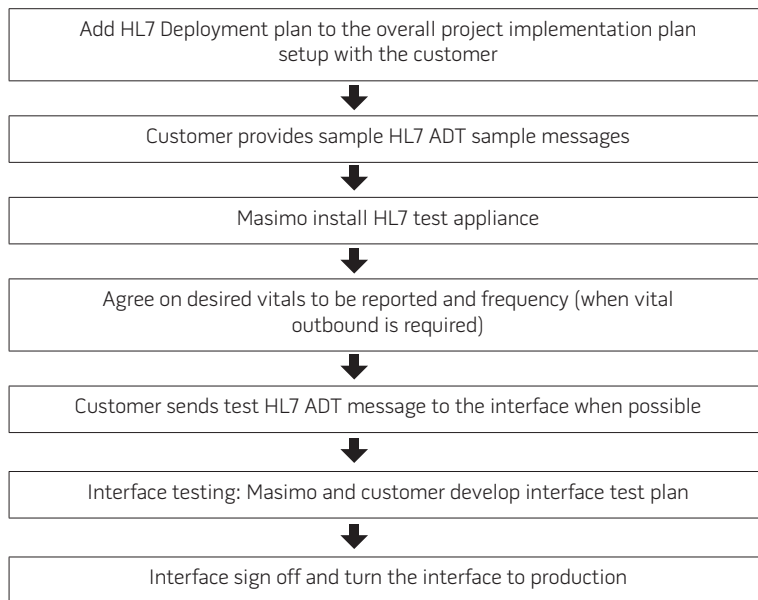 Add HL7 Deployment plan to the overall project implementation plan
setup with the customer
Customer provides sample HL7 ADT sample messages
Masimo install HL7 test appliance
Agree on desired vitals to be reported and frequency (when vital
outbound is required)
Customer sends test HL7 ADT message to the interface when possible
Interface testing: Masimo and customer develop interface test plan
Interface sign off and turn the interface to production